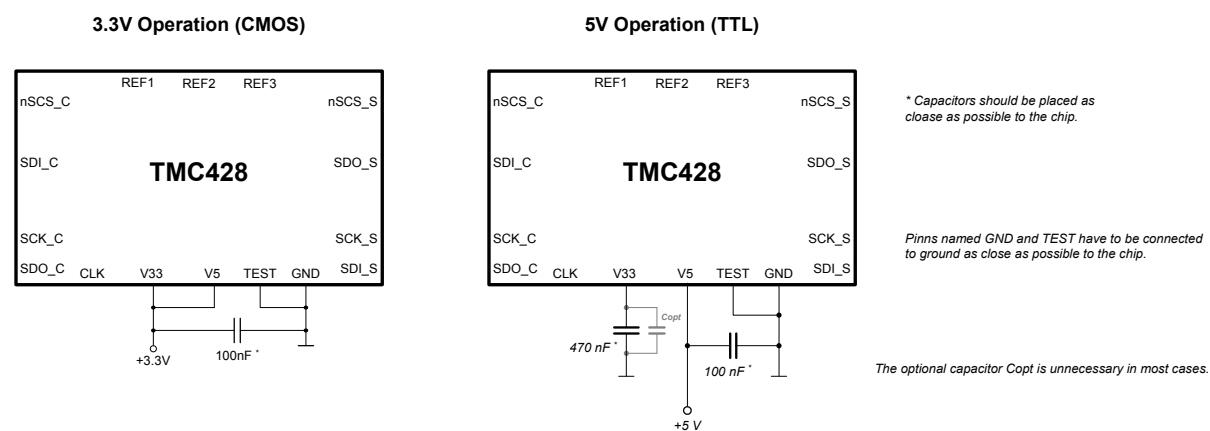 3.3V Operation (CMOS)
REF1 REF2 REF3
nSCS_C nSCS_S
SDI_C TMC428 SDO_S
SCK_C SCK_S
SDO_C CLK V33 V5 TEST GND SDI_S
100nF *
+3.3V
5V Operation (TTL)
REF1 REF2 REF3
nSCS_C nSCS_S
SDI_C TMC428 SDO_S
SCK_C SCK_S
SDO_C CLK V33 V5 TEST GND SDI_S
Copt
470 nF *
100 nF *
+5 V
* Capacitors should be placed as
cloase as possible to the chip.
Pinns named GND and TEST have to be connected
to ground as close as possible to the chip.
The optional capacitor Copt is unnecessary in most cases.